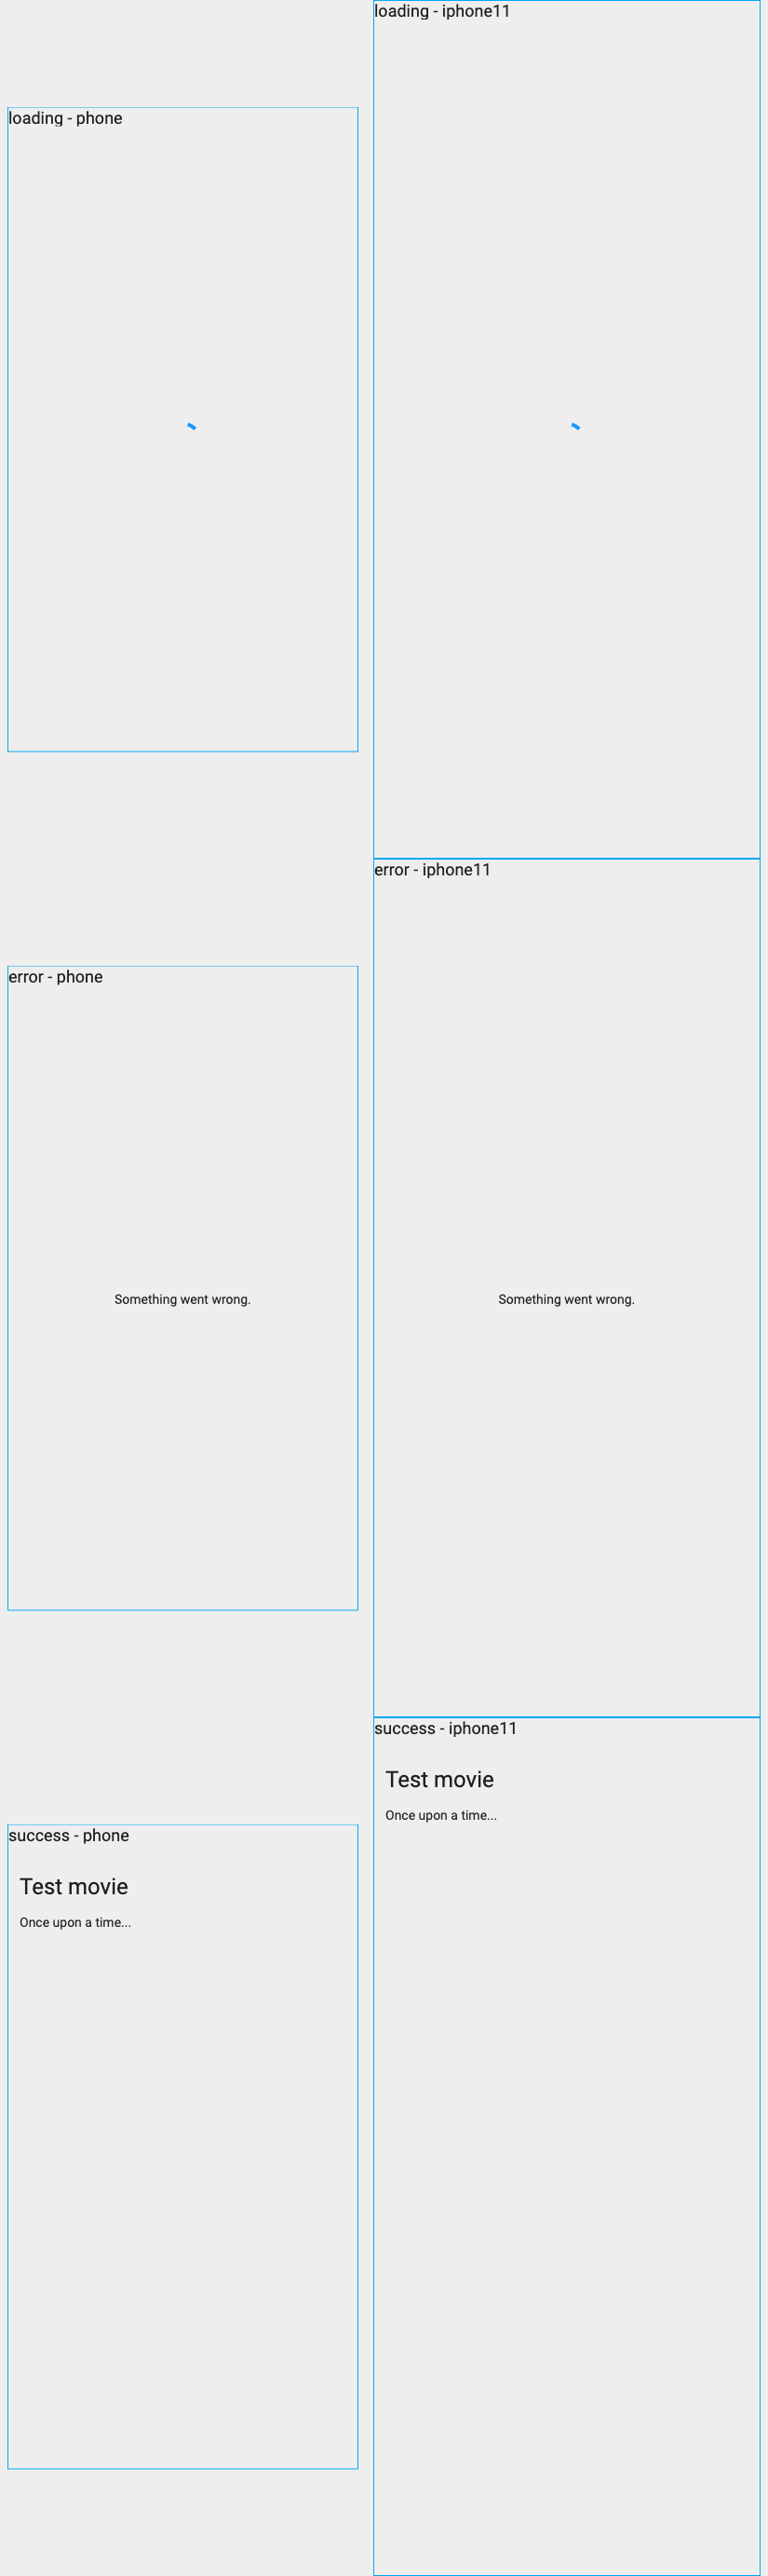 loading - iphone11
loading - phone
error - iphone11
error - phone
Something went wrong.
Something went wrong.
success - iphone11
Test movie
Once upon a time...
success - phone
Test movie
Once upon a time...